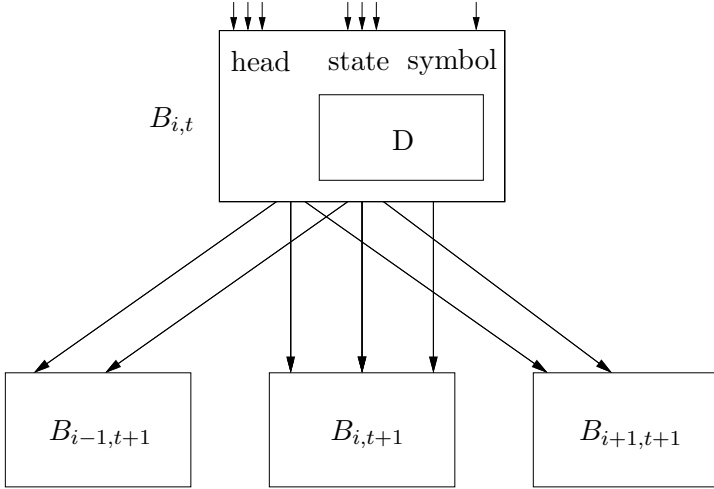 head state symbol
B_{i,t}
D
B_{i−1,t+1} B_{i,t+1} B_{i+1,t+1}